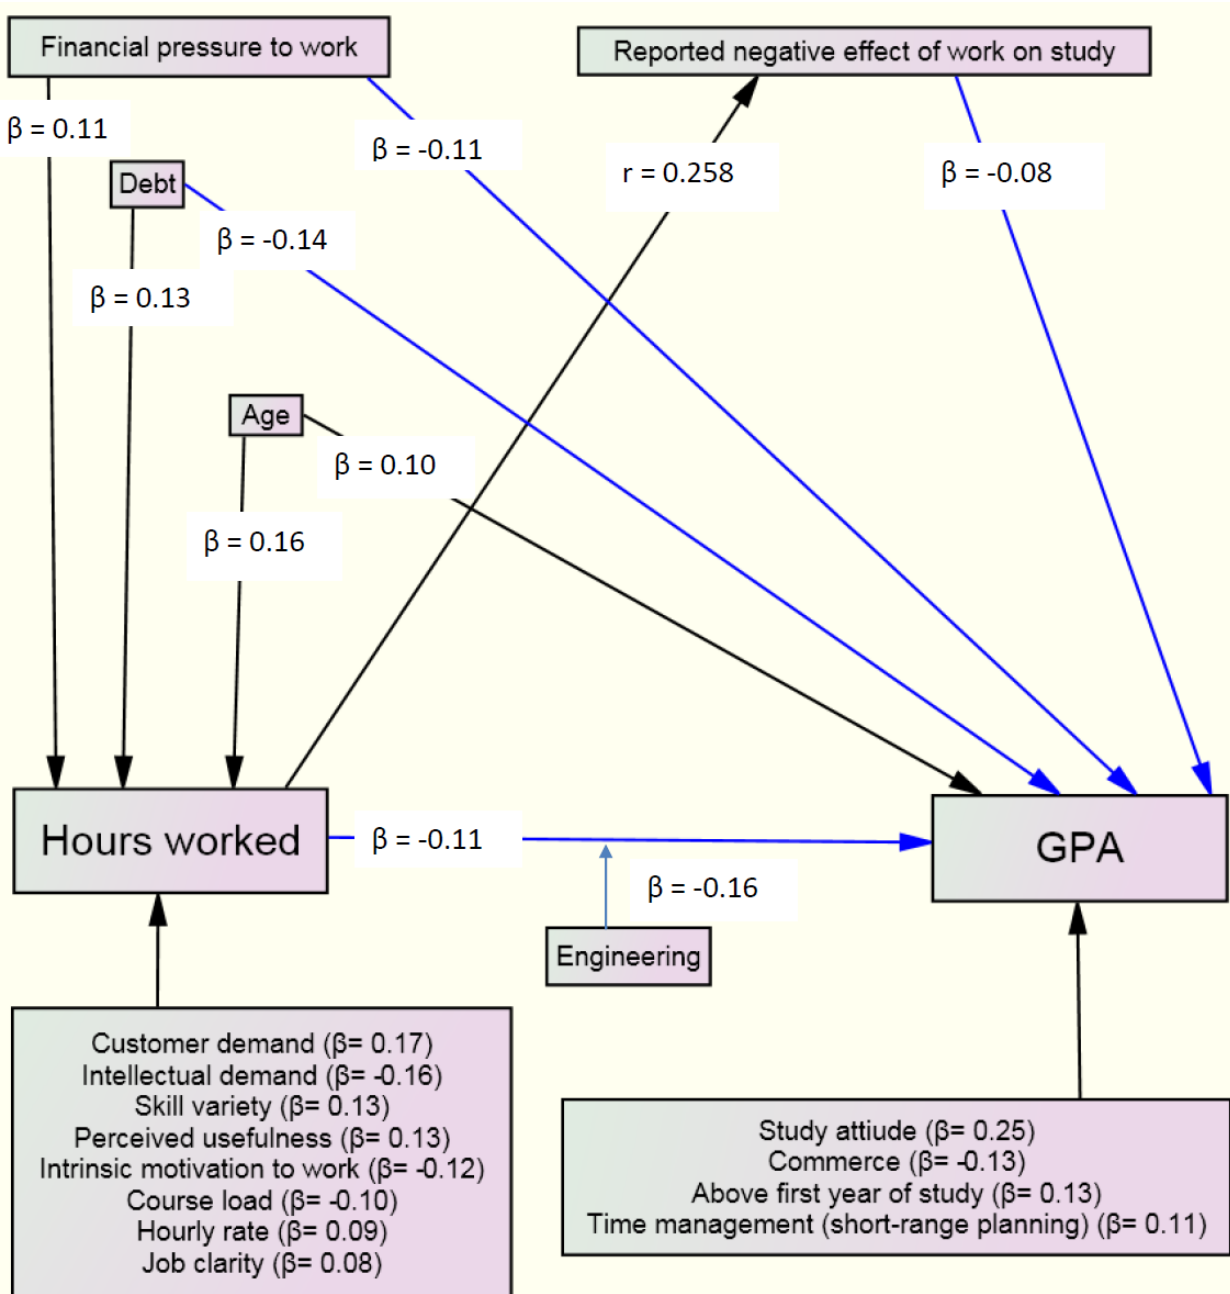 Financial pressure to work
Reported negative effect of work on study
β = 0.11
β = -0.11
r = 0.258
β = -0.08
Debt
β = -0.14
β = 0.13
Age
β = 0.10
β = 0.16
Hours worked
β = -0.11
GPA
β = -0.16
Engineering
Customer demand (β= 0.17)
Intellectual demand (β= -0.16)
Skill variety (β= 0.13)
Perceived usefulness (β= 0.13)
Intrinsic motivation to work (β= -0.12)
Course load (β= -0.10)
Hourly rate (β= 0.09)
Job clarity (β= 0.08)
Study attiude (β= 0.25)
Commerce (β= -0.13)
Above first year of study (β= 0.13)
Time management (short-range planning) (β= 0.11)